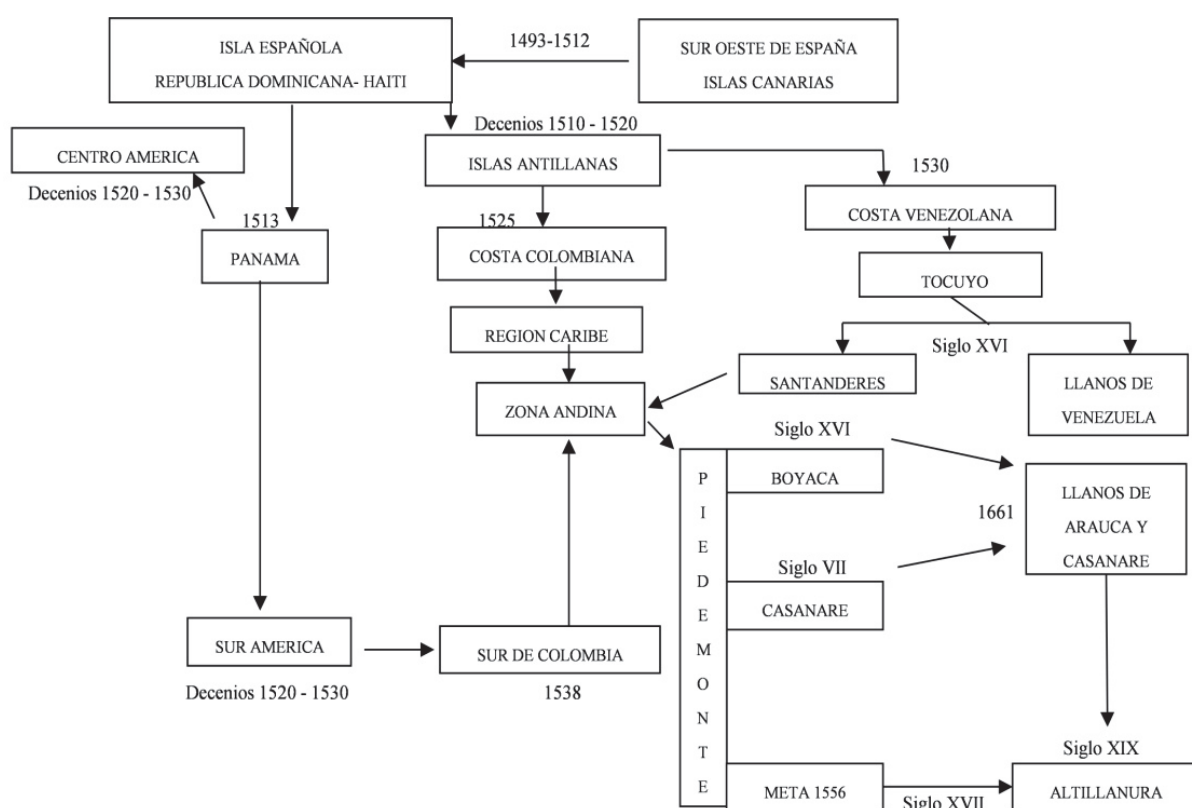 ISLA ESPAÑOLA
REPUBLICA DOMINICANA- HAITI
1493-1512
SUR OESTE DE ESPAÑA
ISLAS CANARIAS
CENTRO AMERICA
Decenios 1520 - 1530
Decenios 1510 - 1520
ISLAS ANTILLANAS
1530
COSTA VENEZOLANA
1513
PANAMA
1525
COSTA COLOMBIANA
TOCUYO
REGION CARIBE
Siglo XVI
SANTANDERES
LLANOS DE
VENEZUELA
ZONA ANDINA
Siglo XVI
PIEDEMONTE
BOYACA
LLANOS DE
ARAUCA Y
CASANARE
1661
Siglo VII
CASANARE
SUR AMERICA
Decenios 1520 - 1530
SUR DE COLOMBIA
1538
Siglo XIX
META 1556
Siglo XVII
ALTILLANURA